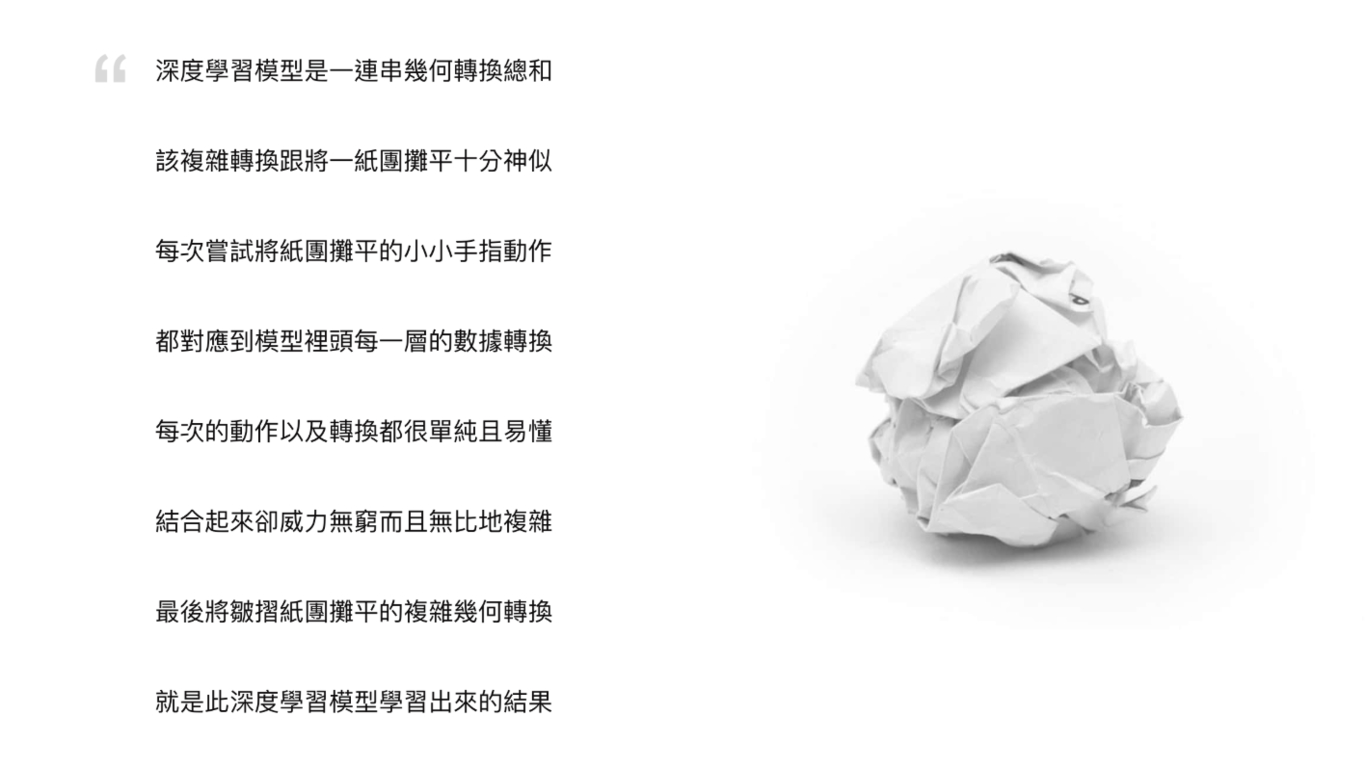 “ 深度學習模型是一連串幾何轉換總和
該複雜轉換跟將一紙團攤平十分神似
每次嘗試將紙團攤平的小小手指動作
都對應到模型裡頭每一層的數據轉換
每次的動作以及轉換都很單純且易懂
結合起來卻威力無窮而且無比地複雜
最後將皺摺紙團攤平的複雜幾何轉換
就是此深度學習模型學習出來的結果